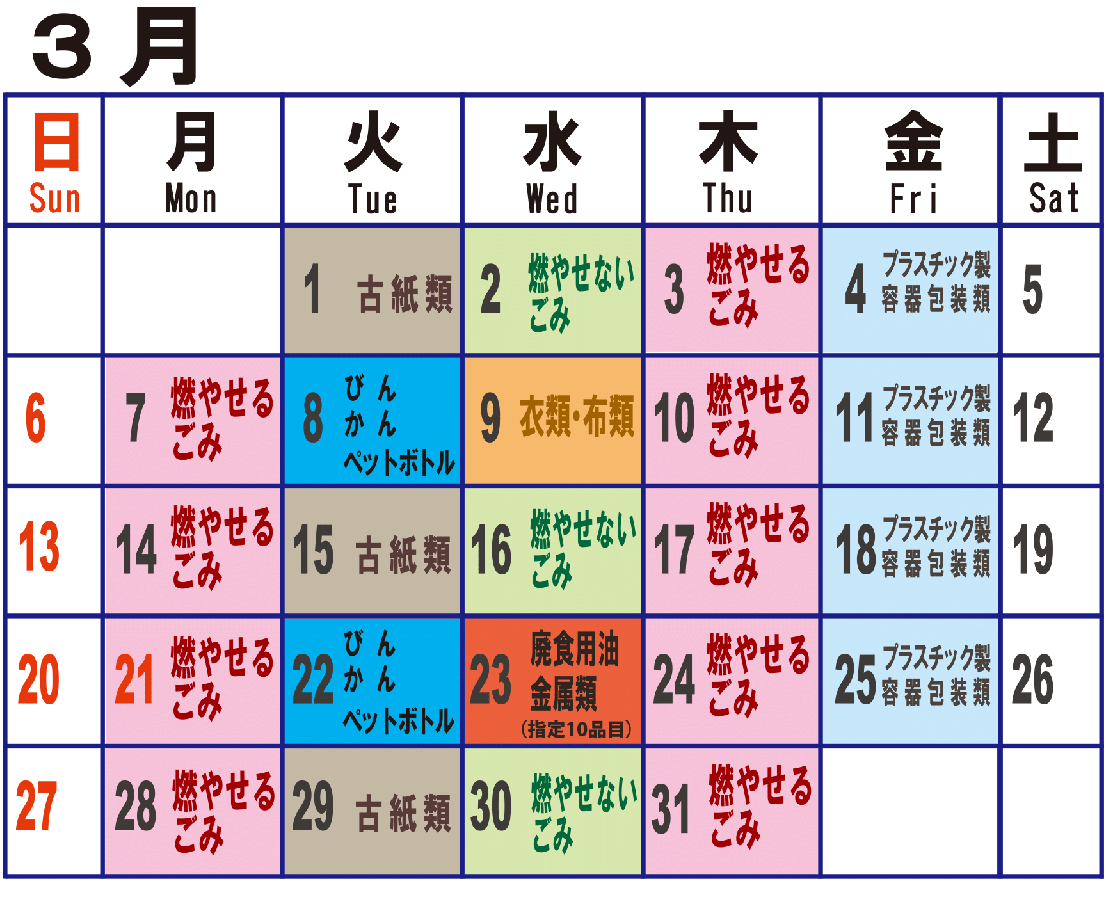 ３月
日 月 火 水 木 金 土
Sun Mon Tue Wed Thu Fri Sat
1 古紙類
2 燃やせない
ごみ
3 燃やせる
ごみ
4 プラスチック製
容器包装類
5
6
7 燃やせる
ごみ
8 びん
かん
ペットボトル
9 衣類・布類
10 燃やせる
ごみ
11 プラスチック製
容器包装類
12
13
14 燃やせる
ごみ
15 古紙類
16 燃やせない
ごみ
17 燃やせる
ごみ
18 プラスチック製
容器包装類
19
20
21 燃やせる
ごみ
22 びん
かん
ペットボトル
23 廃食用油
金属類
（指定10品目）
24 燃やせる
ごみ
25 プラスチック製
容器包装類
26
27
28 燃やせる
ごみ
29 古紙類
30 燃やせない
ごみ
31 燃やせる
ごみ